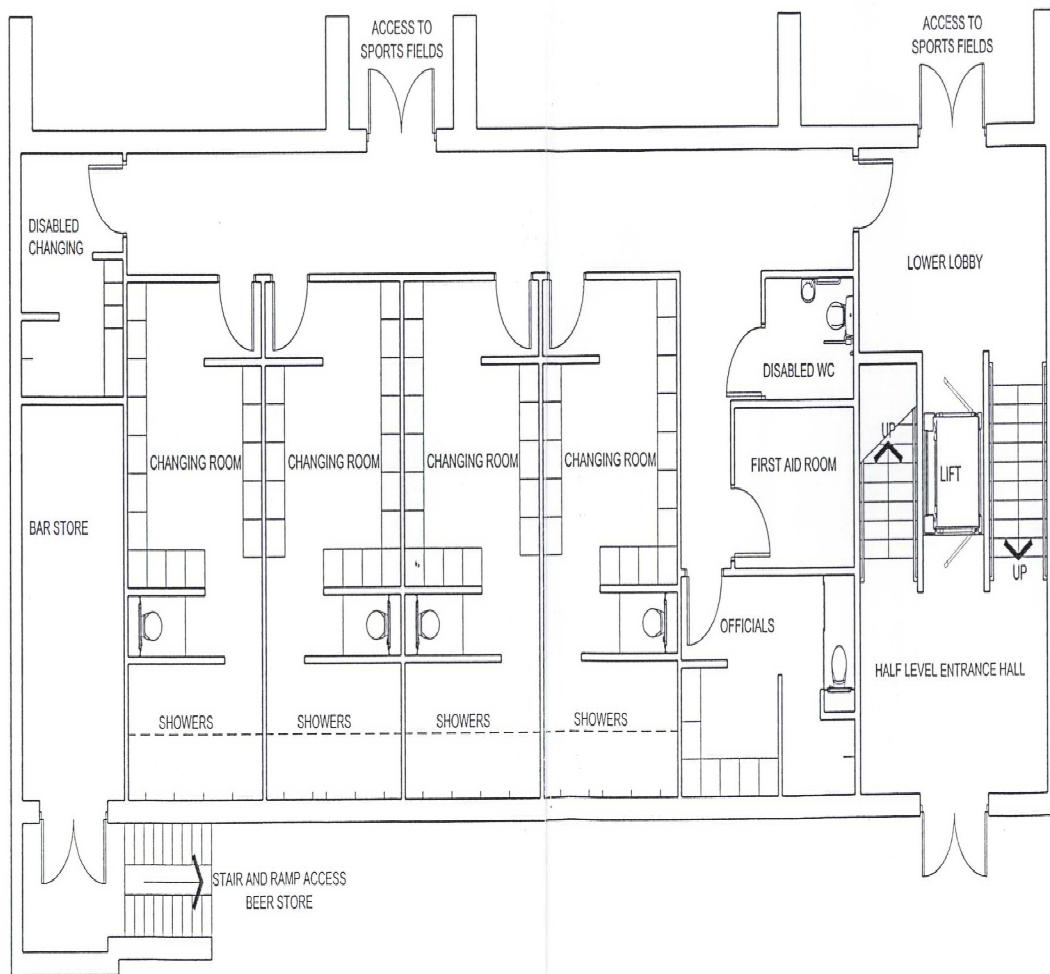 ACCESS TO
SPORTS FIELDS
ACCESS TO
SPORTS FIELDS
DISABLED
CHANGING
LOWER LOBBY
DISABLED WC
UP
CHANGING ROOM
CHANGING ROOM
CHANGING ROOM
CHANGING ROOM
FIRST AID ROOM
LIFT
BAR STORE
UP
OFFICIALS
HALF LEVEL ENTRANCE HALL
SHOWERS
SHOWERS
SHOWERS
SHOWERS
STAIR AND RAMP ACCESS
BEER STORE